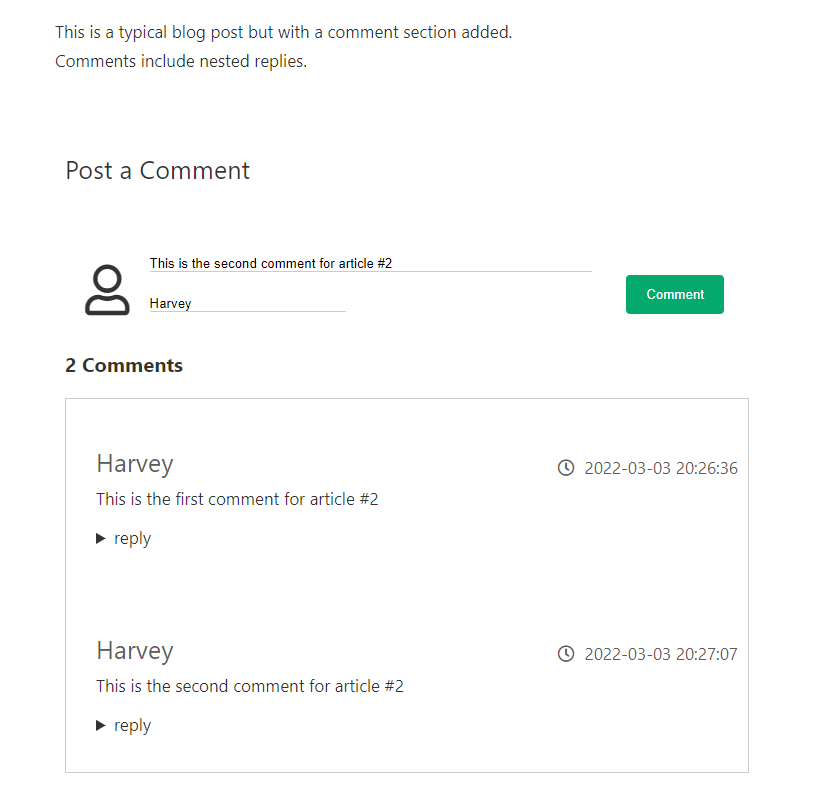 This is a typical blog post but with a comment section added.
Comments include nested replies.
Post a Comment
This is the second comment for article #2
Harvey
Comment
2 Comments
Harvey
2022-03-03 20:26:36
This is the first comment for article #2
reply
Harvey
2022-03-03 20:27:07
This is the second comment for article #2
reply